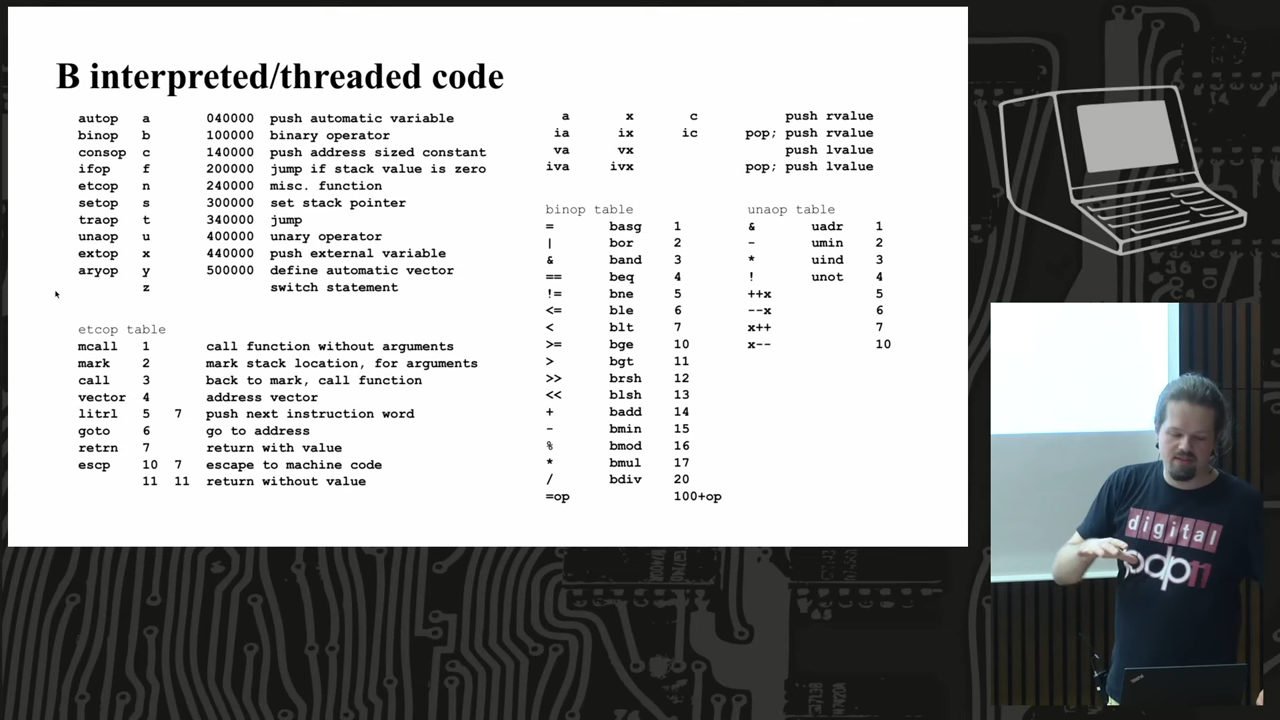 B interpreted/threaded code
autop a 040000 push automatic variable
binop b 100000 binary operator
consop c 140000 push address sized constant
ifop f 200000 jump if stack value is zero
etcop n 240000 misc. function
setop s 300000 set stack pointer
traop t 340000 jump
unaop u 400000 unary operator
extop x 440000 push external variable
aryop y 500000 define automatic vector
z switch statement
etcop table
mcall 1 call function without arguments
mark 2 mark stack location, for arguments
call 3 back to mark, call function
vector 4 address vector
litrl 5 7 push next instruction word
goto 6 go to address
retrn 7 return with value
escp 10 7 escape to machine code
11 11 return without value
a x c push rvalue
ia ix ic pop; push rvalue
va vx push lvalue
iva ivx pop; push lvalue
binop table
= basg 1
| bor 2
& band 3
== beq 4
!= bne 5
<= ble 6
< blt 7
>= bge 10
> bgt 11
>> brsh 12
<< blsh 13
+ badd 14
- bmin 15
% bmod 16
* bmul 17
/ bdiv 20
=op 100+op
unaop table
& uadr 1
- umin 2
* uind 3
! unot 4
++x 5
--x 6
x++ 7
x-- 10
digital
pdp11